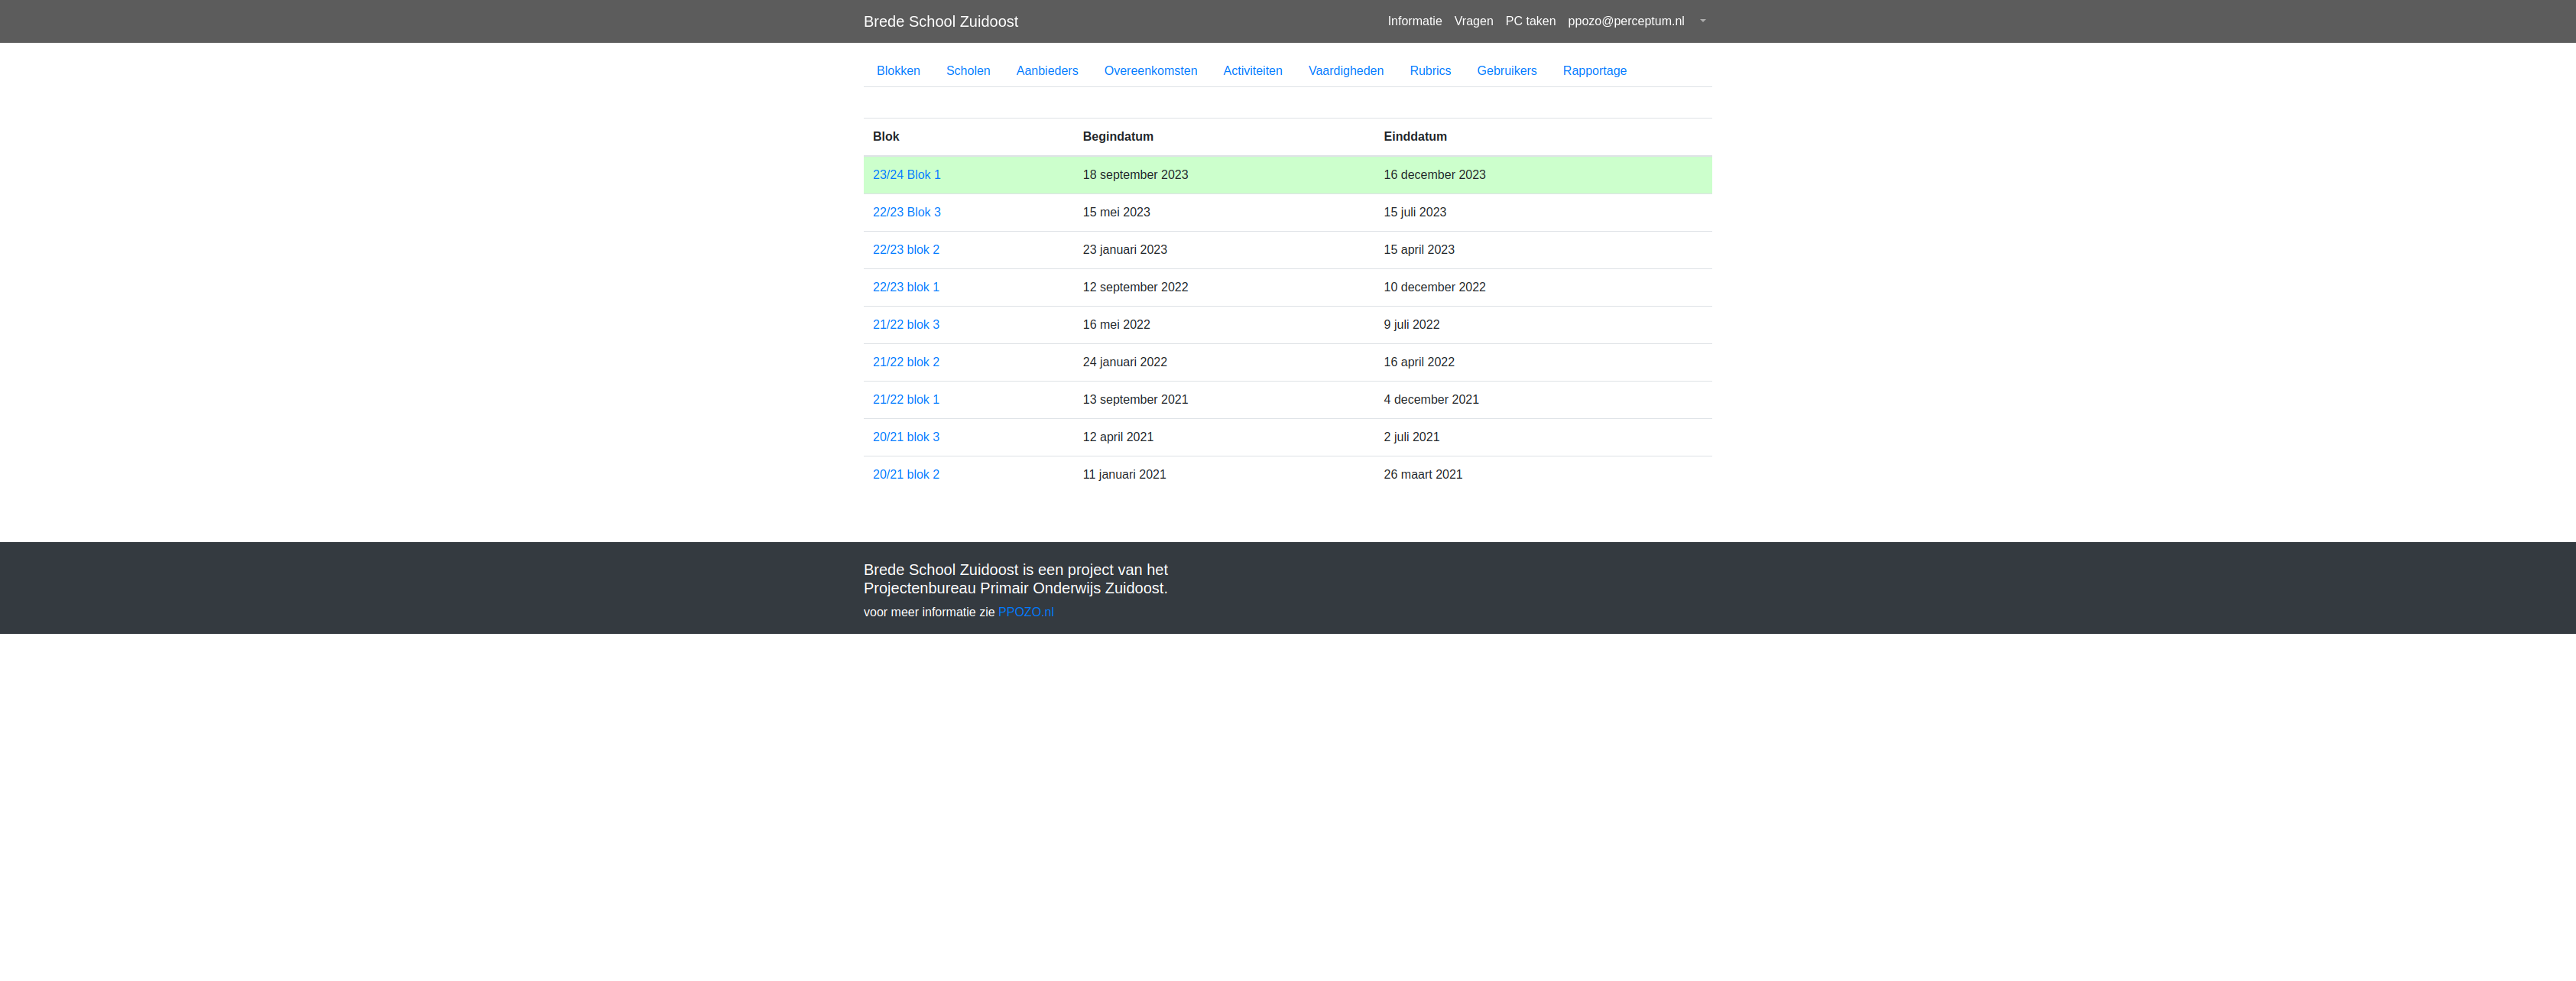 Brede School Zuidoost Informatie Vragen PC taken ppozo@perceptum.nl
Blokken Scholen Aanbieders Overeenkomsten Activiteiten Vaardigheden Rubrics Gebruikers Rapportage
Blok Begindatum Einddatum
23/24 Blok 1 18 september 2023 16 december 2023
22/23 Blok 3 15 mei 2023 15 juli 2023
22/23 blok 2 23 januari 2023 15 april 2023
22/23 blok 1 12 september 2022 10 december 2022
21/22 blok 3 16 mei 2022 9 juli 2022
21/22 blok 2 24 januari 2022 16 april 2022
21/22 blok 1 13 september 2021 4 december 2021
20/21 blok 3 12 april 2021 2 juli 2021
20/21 blok 2 11 januari 2021 26 maart 2021
Brede School Zuidoost is een project van het
Projectenbureau Primair Onderwijs Zuidoost.
voor meer informatie zie PPOZO.nl